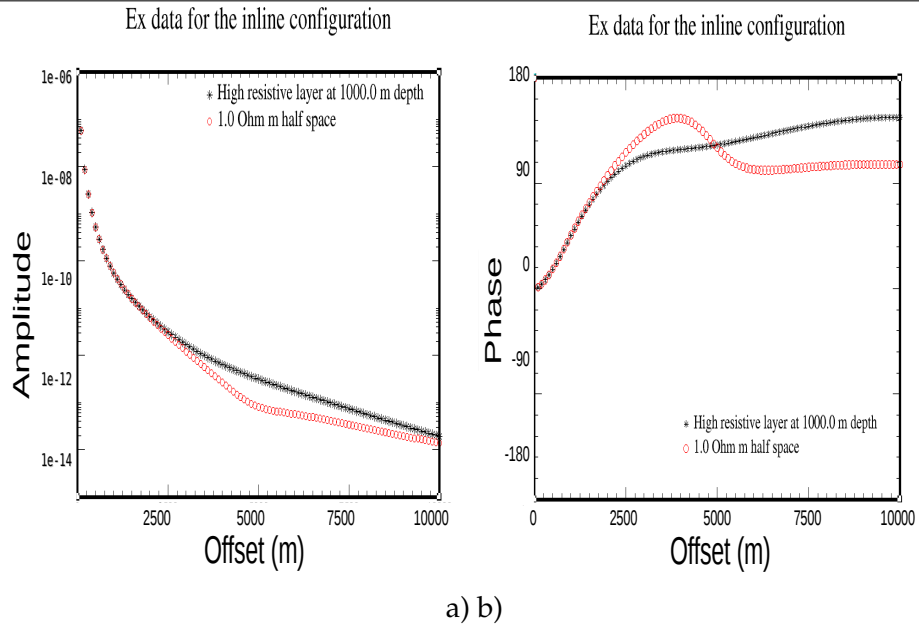 Ex data for the inline configuration
1e-06
1e-08
1e-10
1e-12
1e-14
Amplitude
* High resistive layer at 1000.0 m depth
○ 1.0 Ohm m half space
2500
5000
7500
10000
Offset (m)
Ex data for the inline configuration
180
90
0
-90
-180
Phase
* High resistive layer at 1000.0 m depth
○ 1.0 Ohm m half space
0
2500
5000
7500
10000
Offset (m)
a) b)